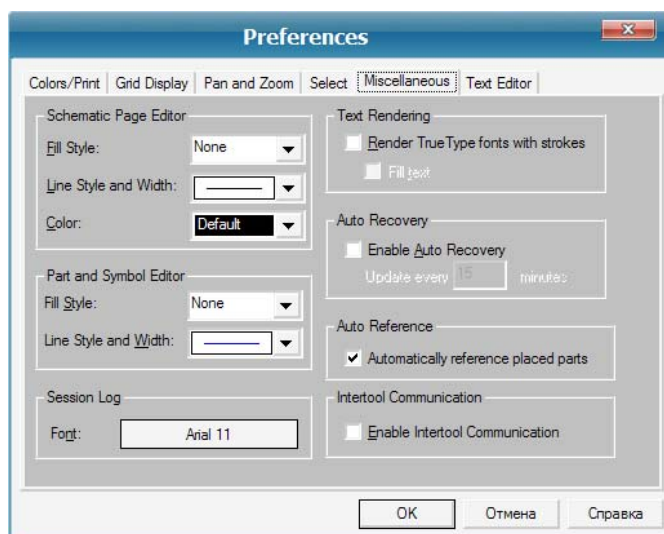 Preferences
Colors/Print Grid Display Pan and Zoom Select Miscellaneous Text Editor
Schematic Page Editor
Fill Style: None
Line Style and Width:
Color: Default
Part and Symbol Editor
Fill Style: None
Line Style and Width:
Session Log
Font: Arial 11
Text Rendering
Render TrueType fonts with strokes
Fill text
Auto Recovery
Enable Auto Recovery
Update every 15 minutes
Auto Reference
Automatically reference placed parts
Intertool Communication
Enable Intertool Communication
OK Отмена Справка